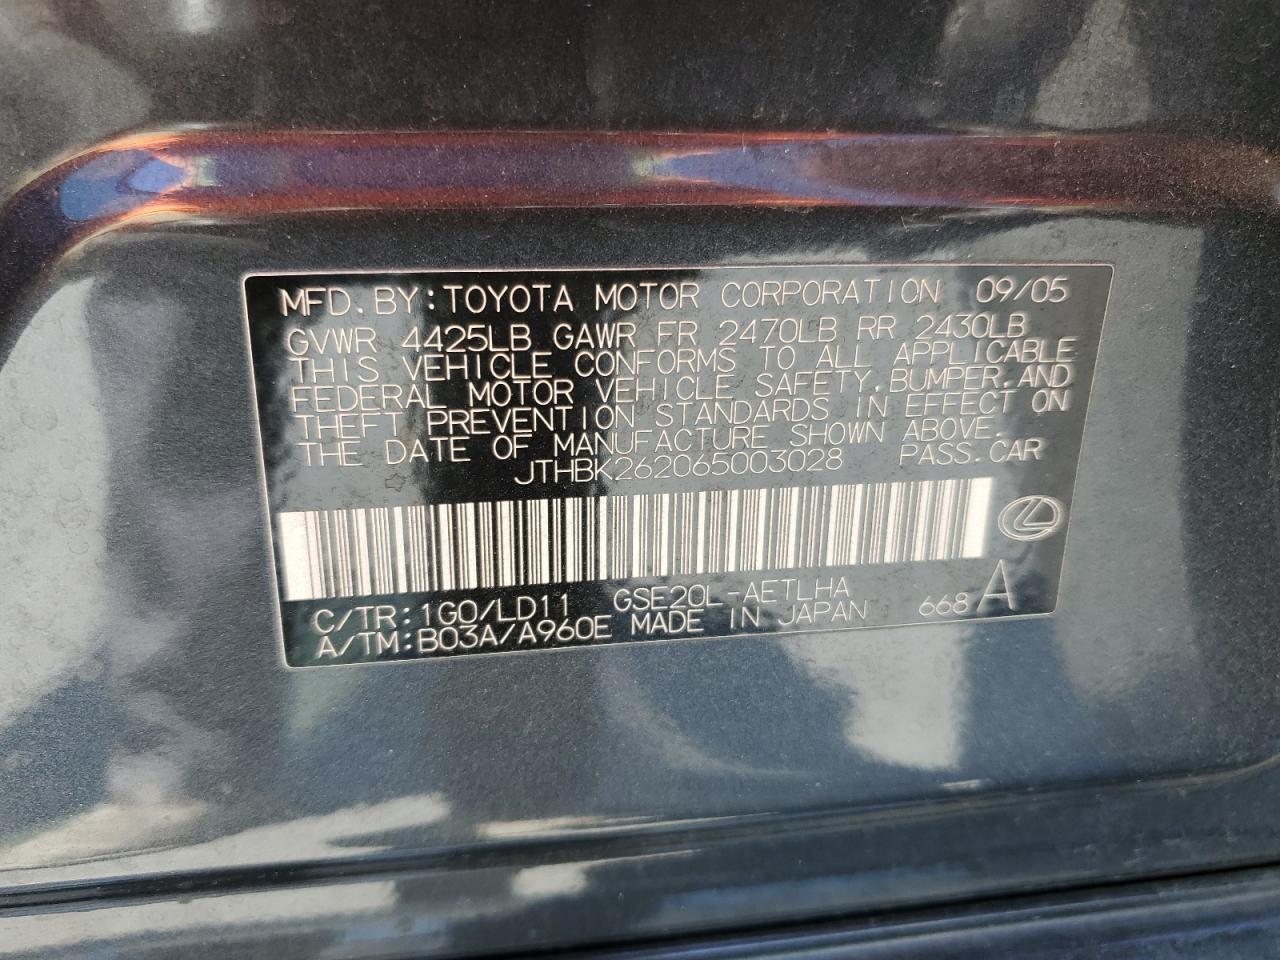 MFD.BY:TOYOTA MOTOR CORPORATION 09/05
GVWR 4425LB GAWR FR 2470LB RR 2430LB
THIS VEHICLE CONFORMS TO ALL APPLICABLE
FEDERAL MOTOR VEHICLE SAFETY,BUMPER,AND
THEFT PREVENTION STANDARDS IN EFFECT ON
THE DATE OF MANUFACTURE SHOWN ABOVE.
JTHBK262065003028 PASS.CAR
C/TR:1G0/LD11 GSE20L-AETLHA
A/TM:B03A/A960E MADE IN JAPAN 668 A